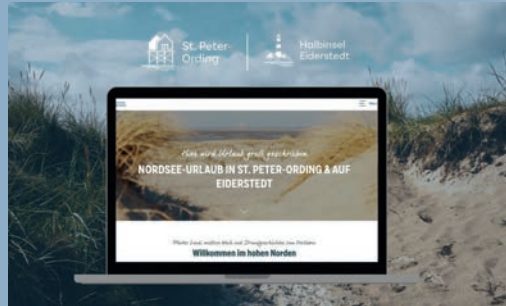 St. Peter-
Ording
Halbinsel
Eiderstedt
Hier wird Urlaub groß geschrieben
NORDSEE-URLAUB IN ST. PETER-ORDING & AUF
EIDERSTEDT
Willkommen im hohen Norden